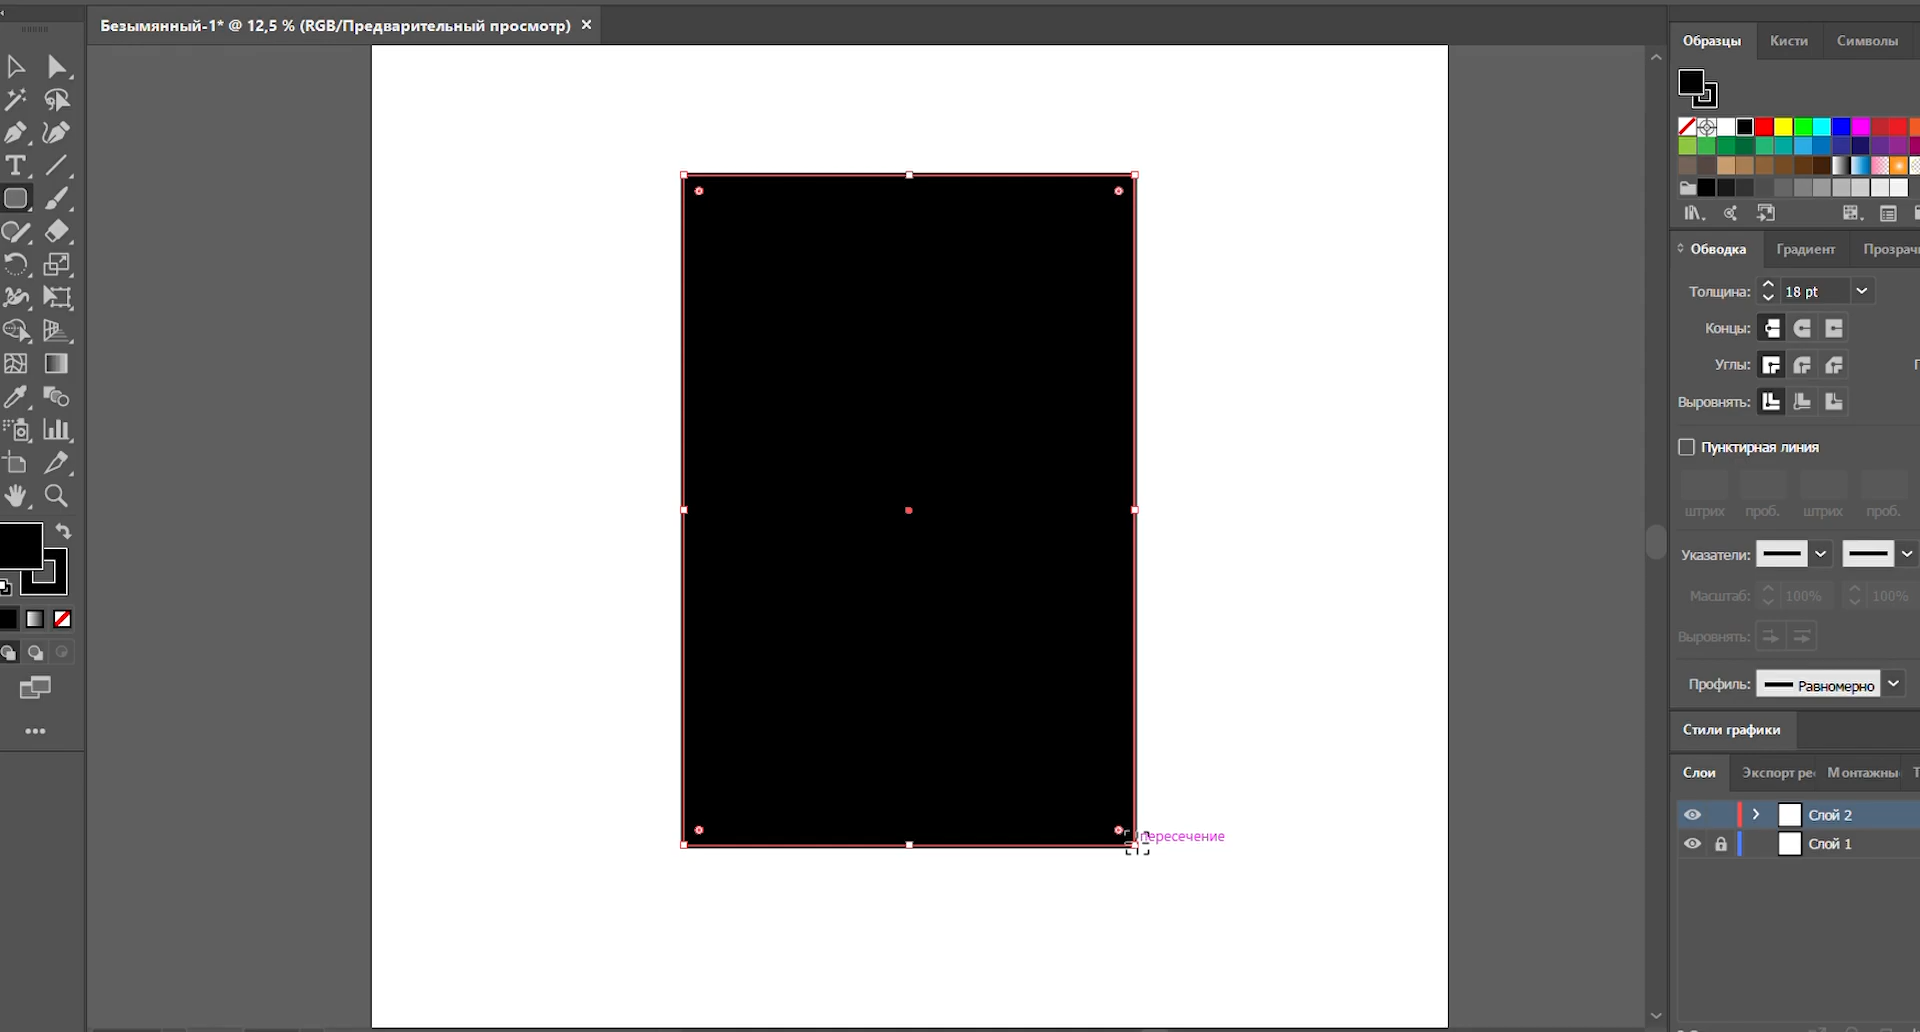 Безымянный-1* @ 12,5 % (RGB/Предварительный просмотр) ×
Образцы Кисти Символы
Обводка Градиент
Толщина: 18 pt
Концы:
Углы:
Выровнять:
Пунктирная линия
штрих проб. штрих проб.
Указатели:
Масштаб: 100% 100%
Выровнять:
Профиль: Равномерно
Стили графики
Слои Экспорт ре Монтажны
Слой 2
Слой 1
пересечение